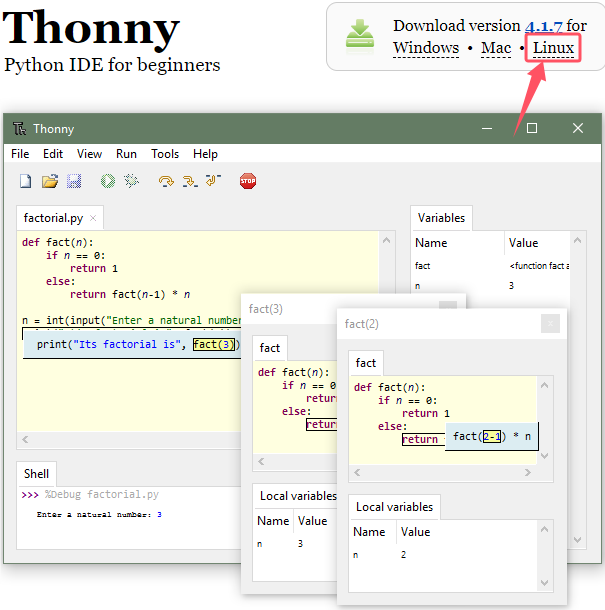 Thonny
Python IDE for beginners
Download version 4.1.7 for
Windows • Mac • Linux
Thonny
File Edit View Run Tools Help
STOP
factorial.py
def fact(n):
    if n == 0:
        return 1
    else:
        return fact(n-1) * n
n = int(input("Enter a natural number
print("Its factorial is", fact(3))
Shell
>>> %Debug factorial.py
Enter a natural number: 3
Variables
Name Value
fact <function fact a
n 3
fact(3)
fact
def fact(n):
    if n == 0:
        return
    else:
        return
Local variables
Name Value
n 3
fact(2)
fact
def fact(n):
    if n == 0:
        return 1
    else:
        return
fact(2-1) * n
Local variables
Name Value
n 2